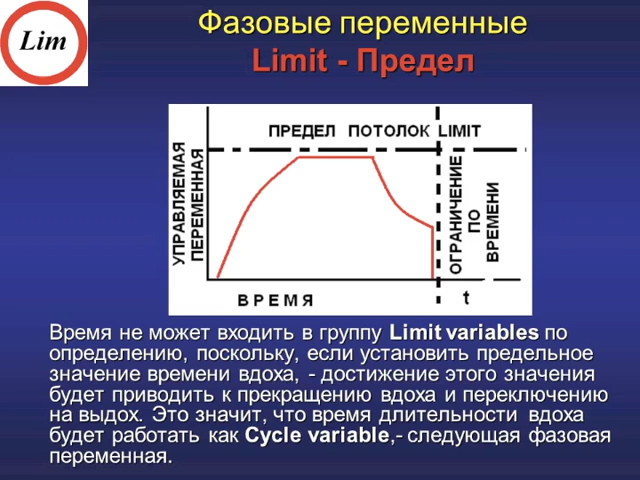 Lim
Фазовые переменные
Limit - Предел
ПРЕДЕЛ ПОТОЛОК LIMIT
УПРАВЛЯЕМАЯ
ПЕРЕМЕННАЯ
ОГРАНИЧЕНИЕ
ПО
ВРЕМЕНИ
ВРЕМЯ
t
Время не может входить в группу Limit variables по
определению, поскольку, если установить предельное
значение времени вдоха, - достижение этого значения
будет приводить к прекращению вдоха и переключению
на выдох. Это значит, что время длительности вдоха
будет работать как Cycle variable,- следующая фазовая
переменная.